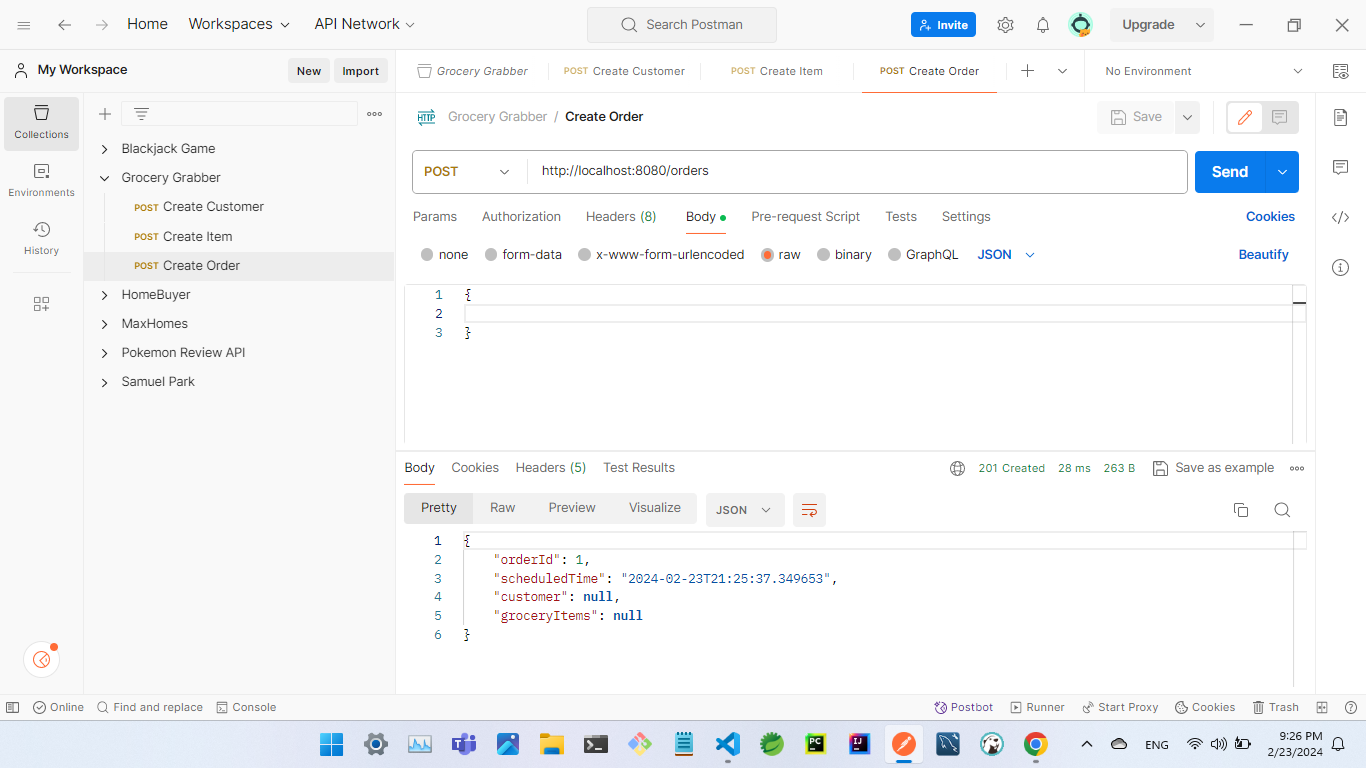 Home Workspaces API Network Search Postman Invite Upgrade
My Workspace New Import
Grocery Grabber POST Create Customer POST Create Item POST Create Order No Environment
Collections
Environments
History
Blackjack Game
Grocery Grabber
POST Create Customer
POST Create Item
POST Create Order
HomeBuyer
MaxHomes
Pokemon Review API
Samuel Park
HTTP Grocery Grabber / Create Order Save
POST http://localhost:8080/orders Send
Params Authorization Headers (8) Body Pre-request Script Tests Settings Cookies
none form-data x-www-form-urlencoded raw binary GraphQL JSON Beautify
1 {
2
3 }
Body Cookies Headers (5) Test Results 201 Created 28 ms 263 B Save as example
Pretty Raw Preview Visualize JSON
1 {
2 "orderId": 1,
3 "scheduledTime": "2024-02-23T21:25:37.349653",
4 "customer": null,
5 "groceryItems": null
6 }
Online Find and replace Console Postbot Runner Start Proxy Cookies Trash
PC IJ ENG 9:26 PM
2/23/2024